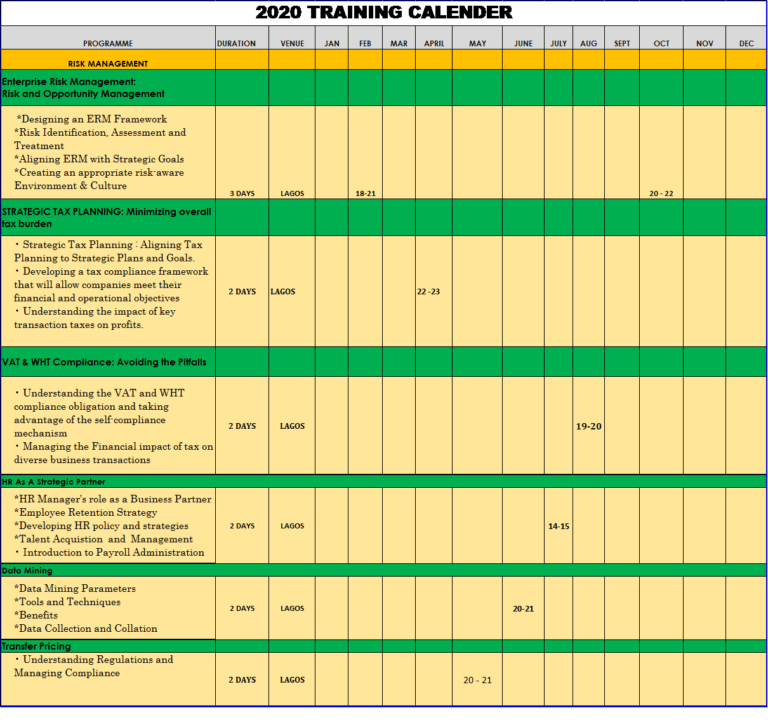 2020 TRAINING CALENDER
PROGRAMME DURATION VENUE JAN FEB MAR APRIL MAY JUNE JULY AUG SEPT OCT NOV DEC
RISK MANAGEMENT
Enterprise Risk Management:
Risk and Opportunity Management
*Designing an ERM Framework
*Risk Identification, Assessment and
Treatment
*Aligning ERM with Strategic Goals
*Creating an appropriate risk-aware
Environment & Culture
3 DAYS LAGOS 18-21 20 - 22
STRATEGIC TAX PLANNING: Minimizing overall
tax burden
• Strategic Tax Planning : Aligning Tax
Planning to Strategic Plans and Goals.
• Developing a tax compliance framework
that will allow companies meet their
financial and operational objectives
• Understanding the impact of key
transaction taxes on profits.
2 DAYS LAGOS 22 -23
VAT & WHT Compliance: Avoiding the Pitfalls
• Understanding the VAT and WHT
compliance obligation and taking
advantage of the self-compliance
mechanism
• Managing the Financial impact of tax on
diverse business transactions
2 DAYS LAGOS 19-20
HR As A Strategic Partner
*HR Manager's role as a Business Partner
*Employee Retention Strategy
*Developing HR policy and strategies
*Talent Acquistion and Management
• Introduction to Payroll Administration
2 DAYS LAGOS 14-15
Data Mining
*Data Mining Parameters
*Tools and Techniques
*Benefits
*Data Collection and Collation
2 DAYS LAGOS 20-21
Transfer Pricing
• Understanding Regulations and
Managing Compliance
2 DAYS LAGOS 20 - 21